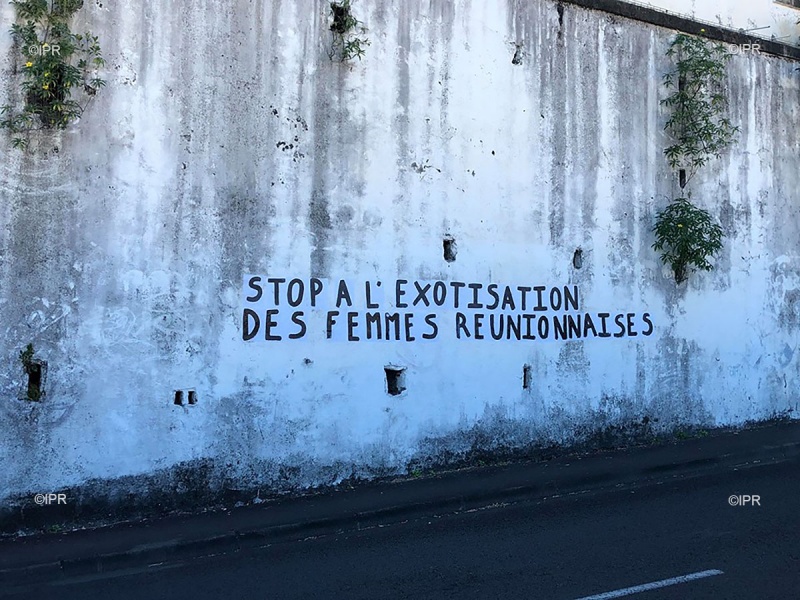 ©IPR ©IPR
STOP A L'EXOTISATION
DES FEMMES REUNIONNAISES
©IPR ©IPR